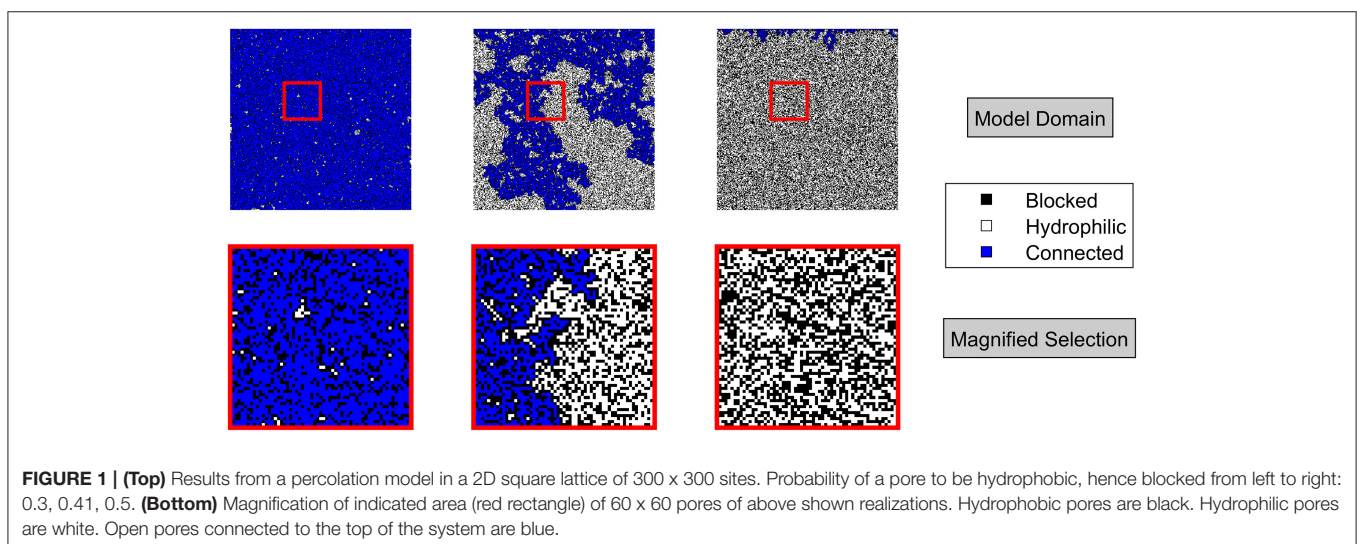 Model Domain
Blocked
Hydrophilic
Connected
Magnified Selection
FIGURE 1 | (Top) Results from a percolation model in a 2D square lattice of 300 x 300 sites. Probability of a pore to be hydrophobic, hence blocked from left to right:
0.3, 0.41, 0.5. (Bottom) Magnification of indicated area (red rectangle) of 60 x 60 pores of above shown realizations. Hydrophobic pores are black. Hydrophilic pores
are white. Open pores connected to the top of the system are blue.